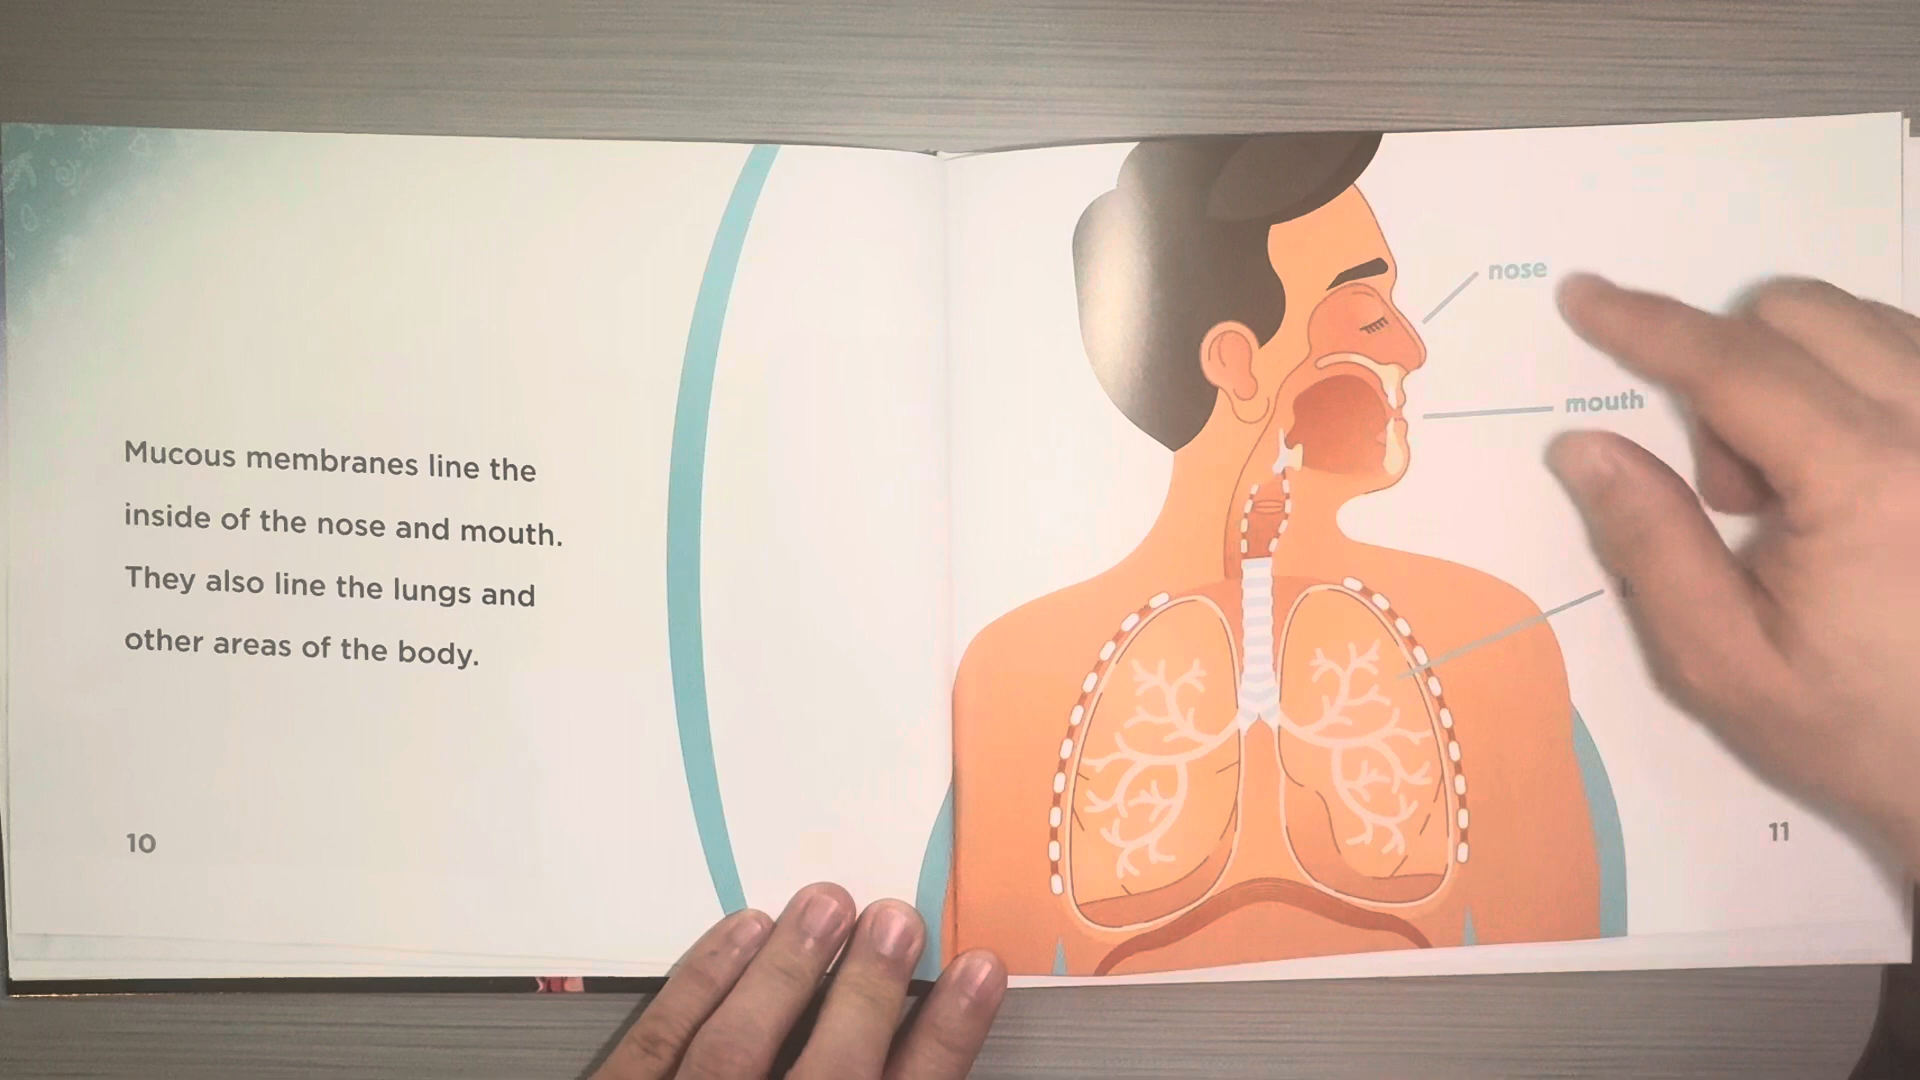 Mucous membranes line the
inside of the nose and mouth.
They also line the lungs and
other areas of the body.
10
nose
mouth
11